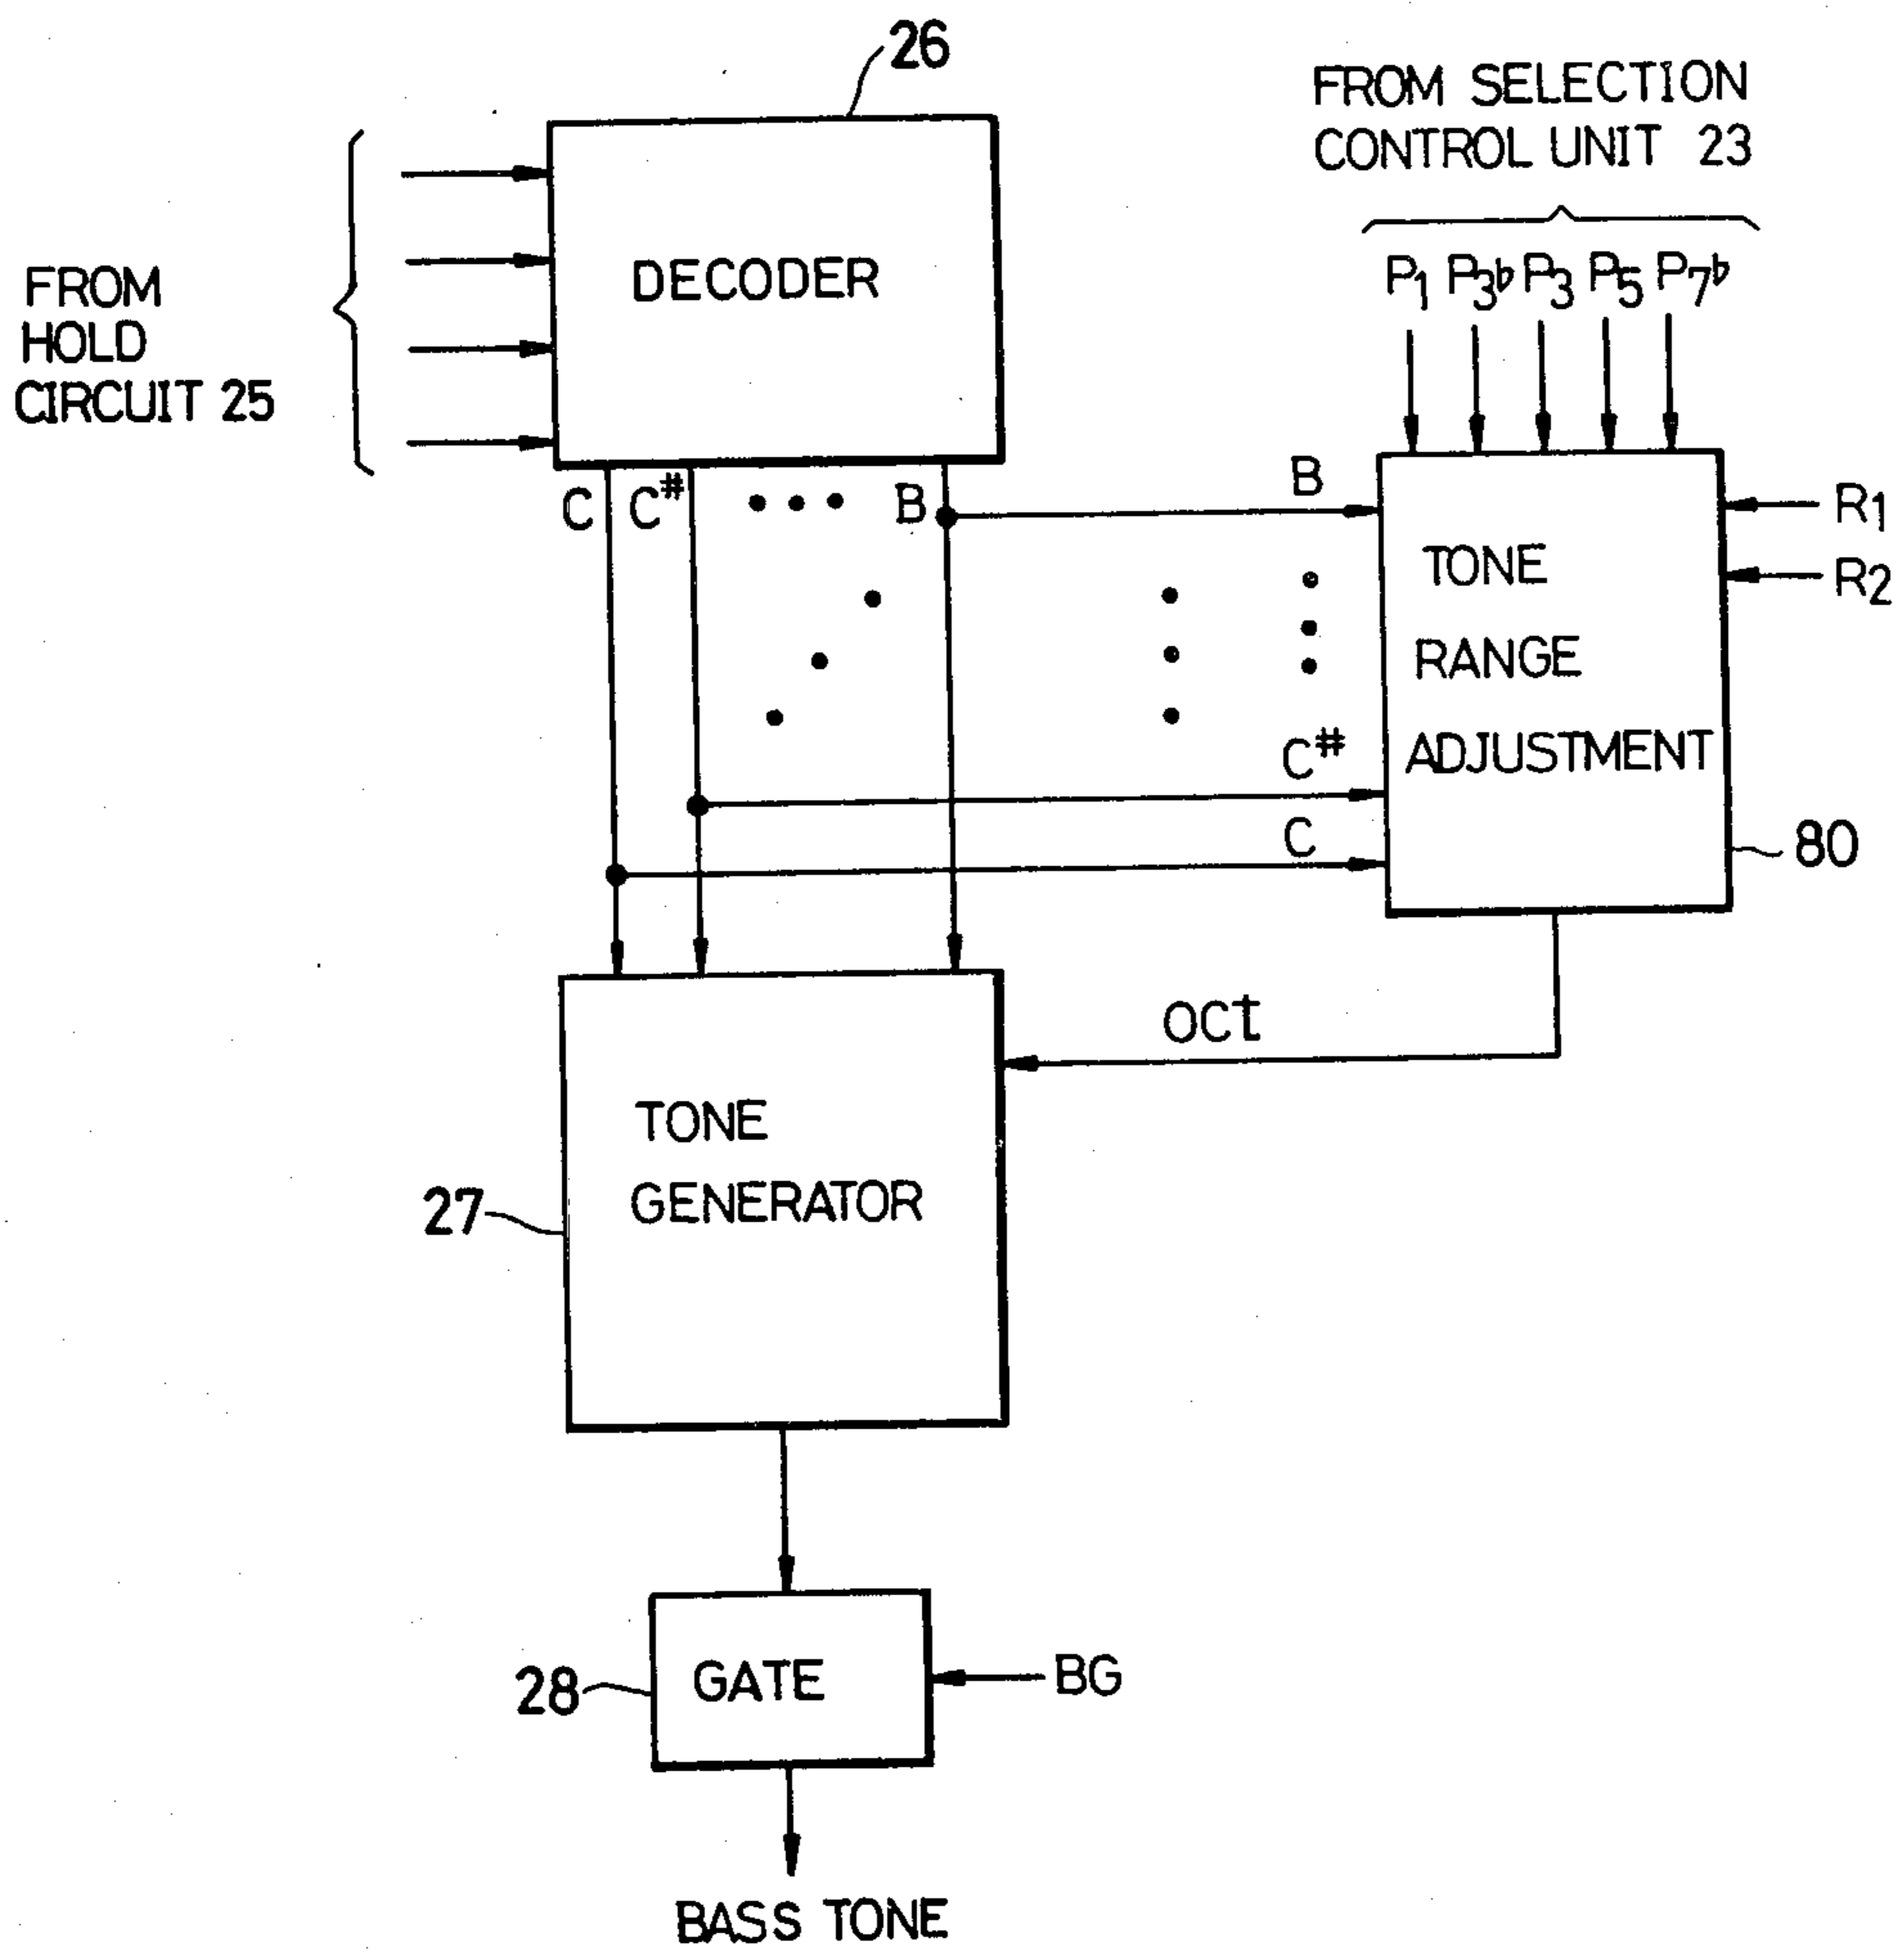 26
FROM SELECTION
CONTROL UNIT 23
P1 P3♭ P3 P5 P7♭
DECODER
FROM
HOLD
CIRCUIT 25
C C# ••• B
B
R1
R2
TONE
RANGE
ADJUSTMENT
C#
C
80
oct
TONE
GENERATOR
27
GATE
28
BG
BASS TONE